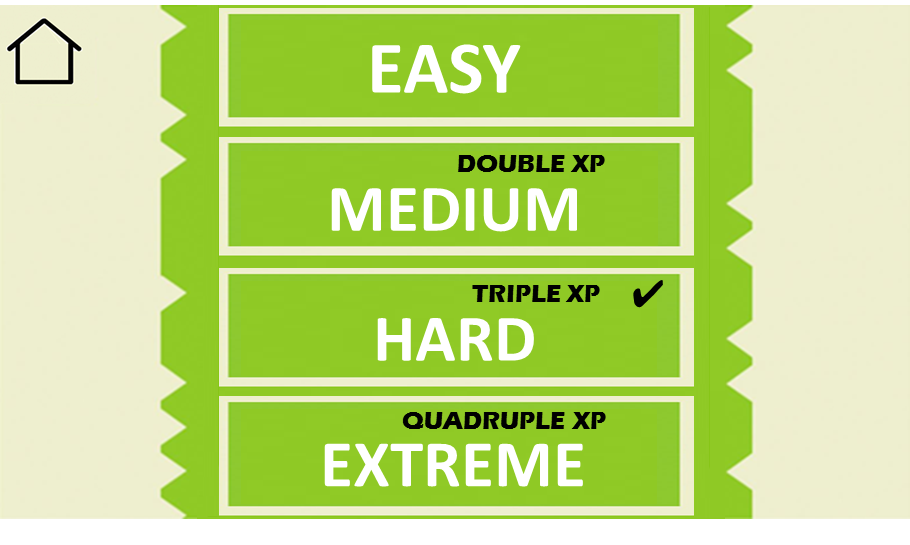 EASY
DOUBLE XP
MEDIUM
TRIPLE XP ✔
HARD
QUADRUPLE XP
EXTREME